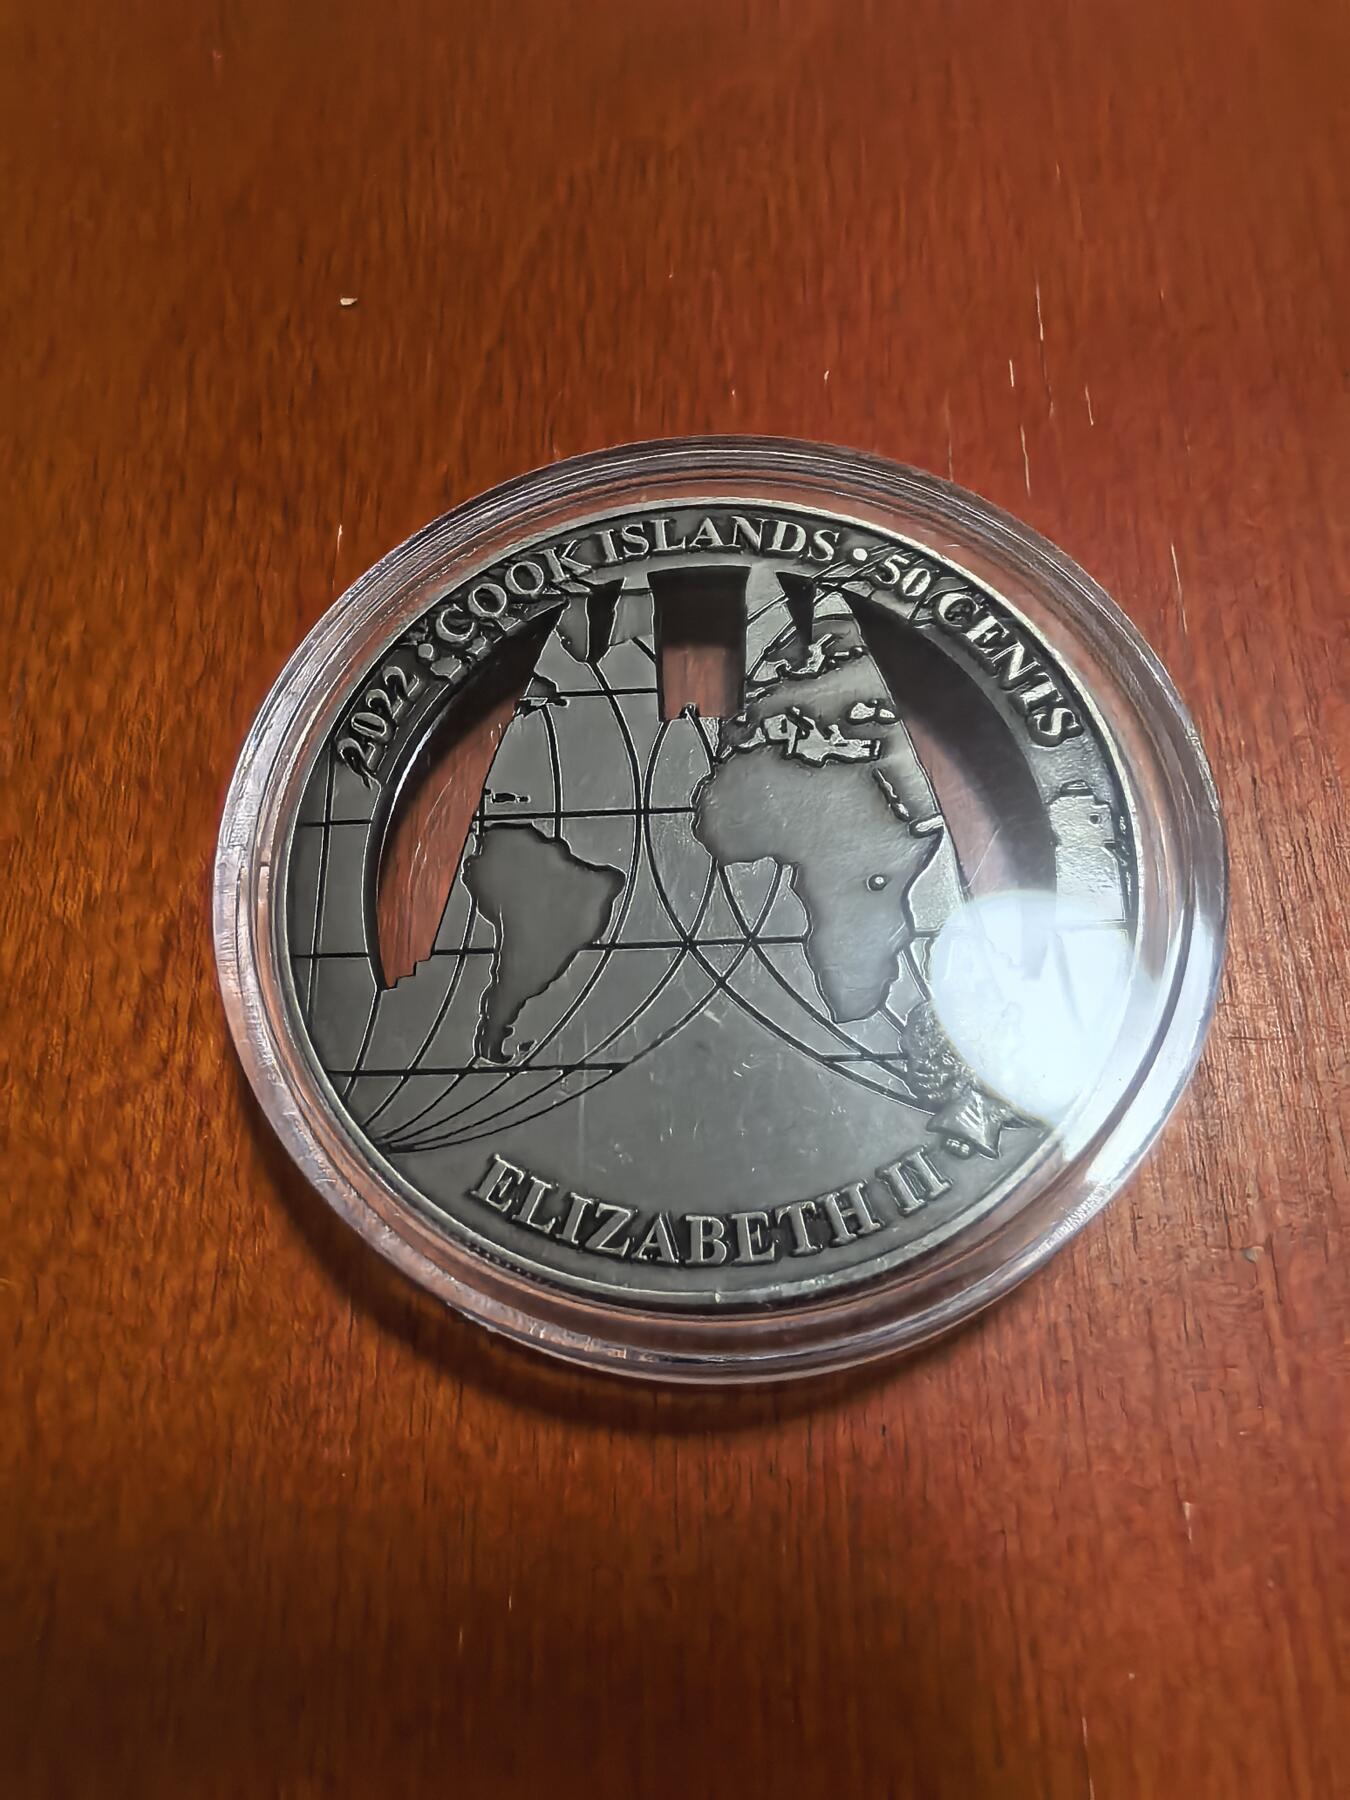 2022 • COOK ISLANDS • 50 CENTS
ELIZABETH II